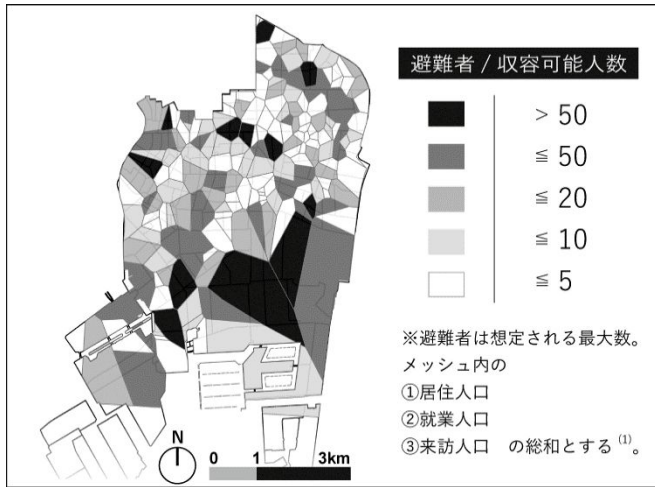 避難者 / 収容可能人数
> 50
≦ 50
≦ 20
≦ 10
≦ 5
※避難者は想定される最大数。
メッシュ内の
①居住人口
②就業人口
③来訪人口 の総和とする (1)。
N
0 1 3km